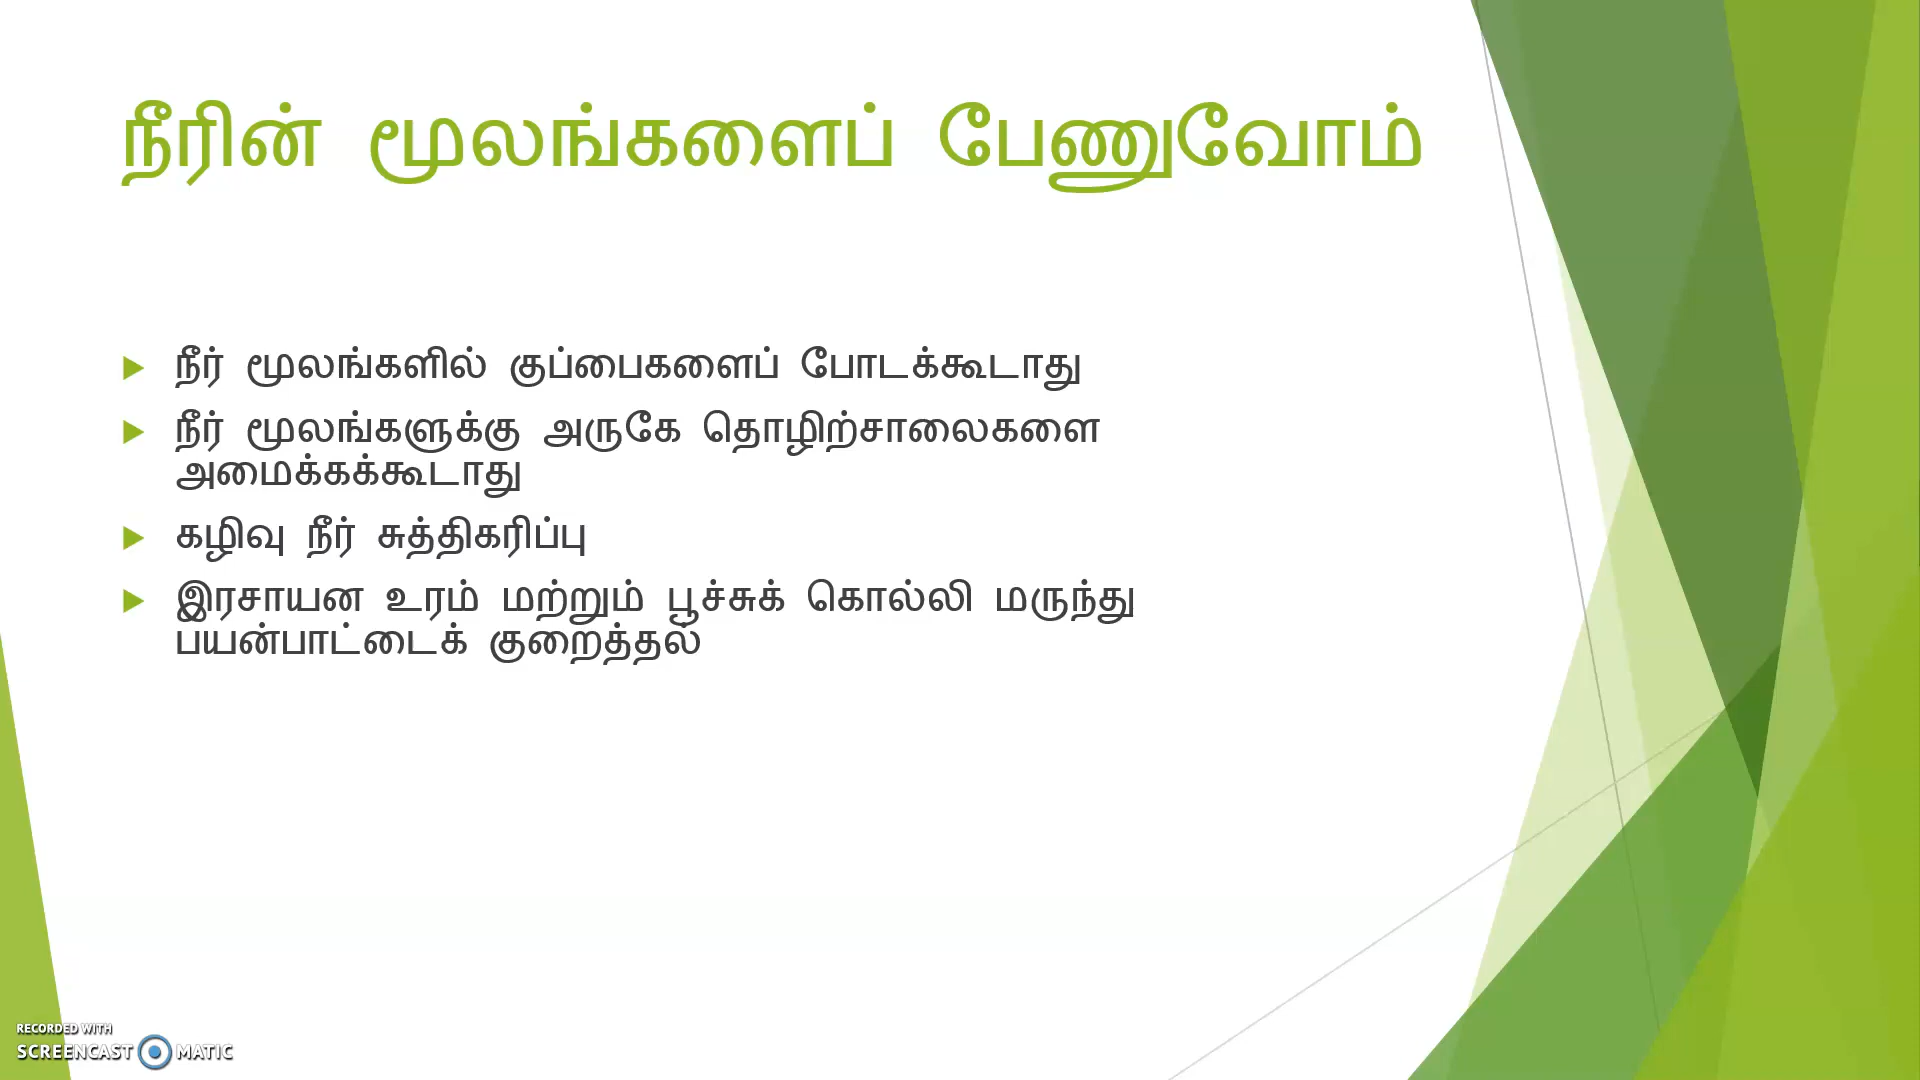 நீரின் மூலங்களைப் பேணுவோம்
நீர் மூலங்களில் குப்பைகளைப் போடக்கூடாது
நீர் மூலங்களுக்கு அருகே தொழிற்சாலைகளை
அமைக்கக்கூடாது
கழிவு நீர் சுத்திகரிப்பு
இரசாயன உரம் மற்றும் பூச்சுக் கொல்லி மருந்து
பயன்பாட்டைக் குறைத்தல்
RECORDED WITH
SCREENCAST MATIC